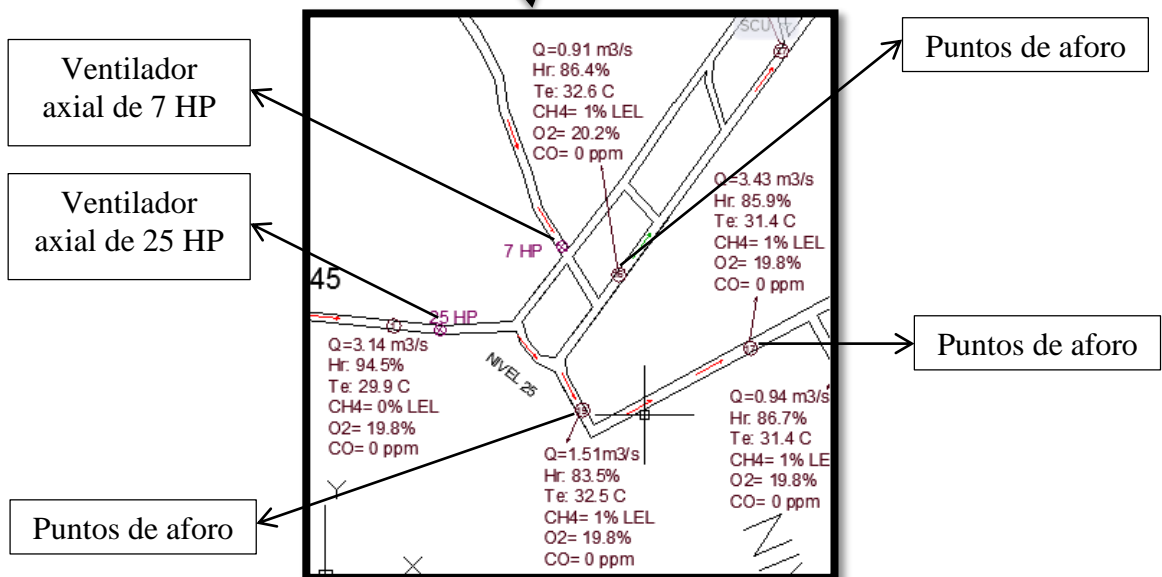 Ventilador
axial de 7 HP
Ventilador
axial de 25 HP
Puntos de aforo
Puntos de aforo
Puntos de aforo
SCU
Q=0.91 m3/s
Hr: 86.4%
Te: 32.6 C
CH4= 1% LEL
O2= 20.2%
CO= 0 ppm
Q=3.43 m3/s
Hr: 85.9%
Te: 31.4 C
CH4= 1% LEL
O2= 19.8%
CO= 0 ppm
7 HP
45
25 HP
Q=3.14 m3/s
Hr: 94.5%
Te: 29.9 C
CH4= 0% LEL
O2= 19.8%
CO= 0 ppm
NIVEL 25
Q=0.94 m3/s
Hr: 86.7%
Te: 31.4 C
CH4= 1% LE
O2= 19.8%
CO= 0 ppm
Q=1.51m3/s
Hr: 83.5%
Te: 32.5 C
CH4= 1% LEL
O2= 19.8%
CO= 0 ppm
Y
X